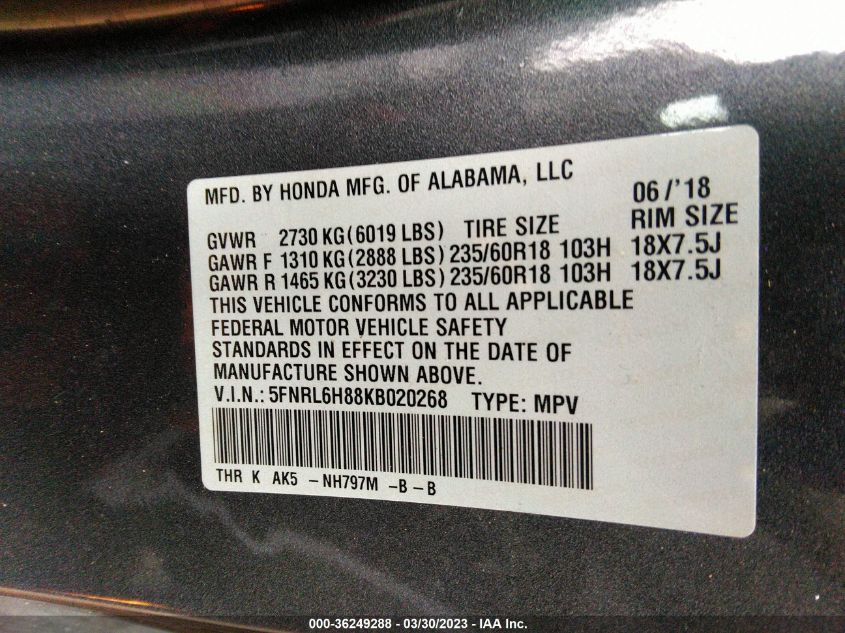 MFD. BY HONDA MFG. OF ALABAMA, LLC 06/'18
GVWR 2730 KG(6019 LBS) TIRE SIZE RIM SIZE
GAWR F 1310 KG(2888 LBS) 235/60R18 103H 18X7.5J
GAWR R 1465 KG(3230 LBS) 235/60R18 103H 18X7.5J
THIS VEHICLE CONFORMS TO ALL APPLICABLE
FEDERAL MOTOR VEHICLE SAFETY
STANDARDS IN EFFECT ON THE DATE OF
MANUFACTURE SHOWN ABOVE.
V.I.N.: 5FNRL6H88KB020268 TYPE: MPV
THR K AK5 -NH797M -B-B
000-36249288 - 03/30/2023 - IAA Inc.